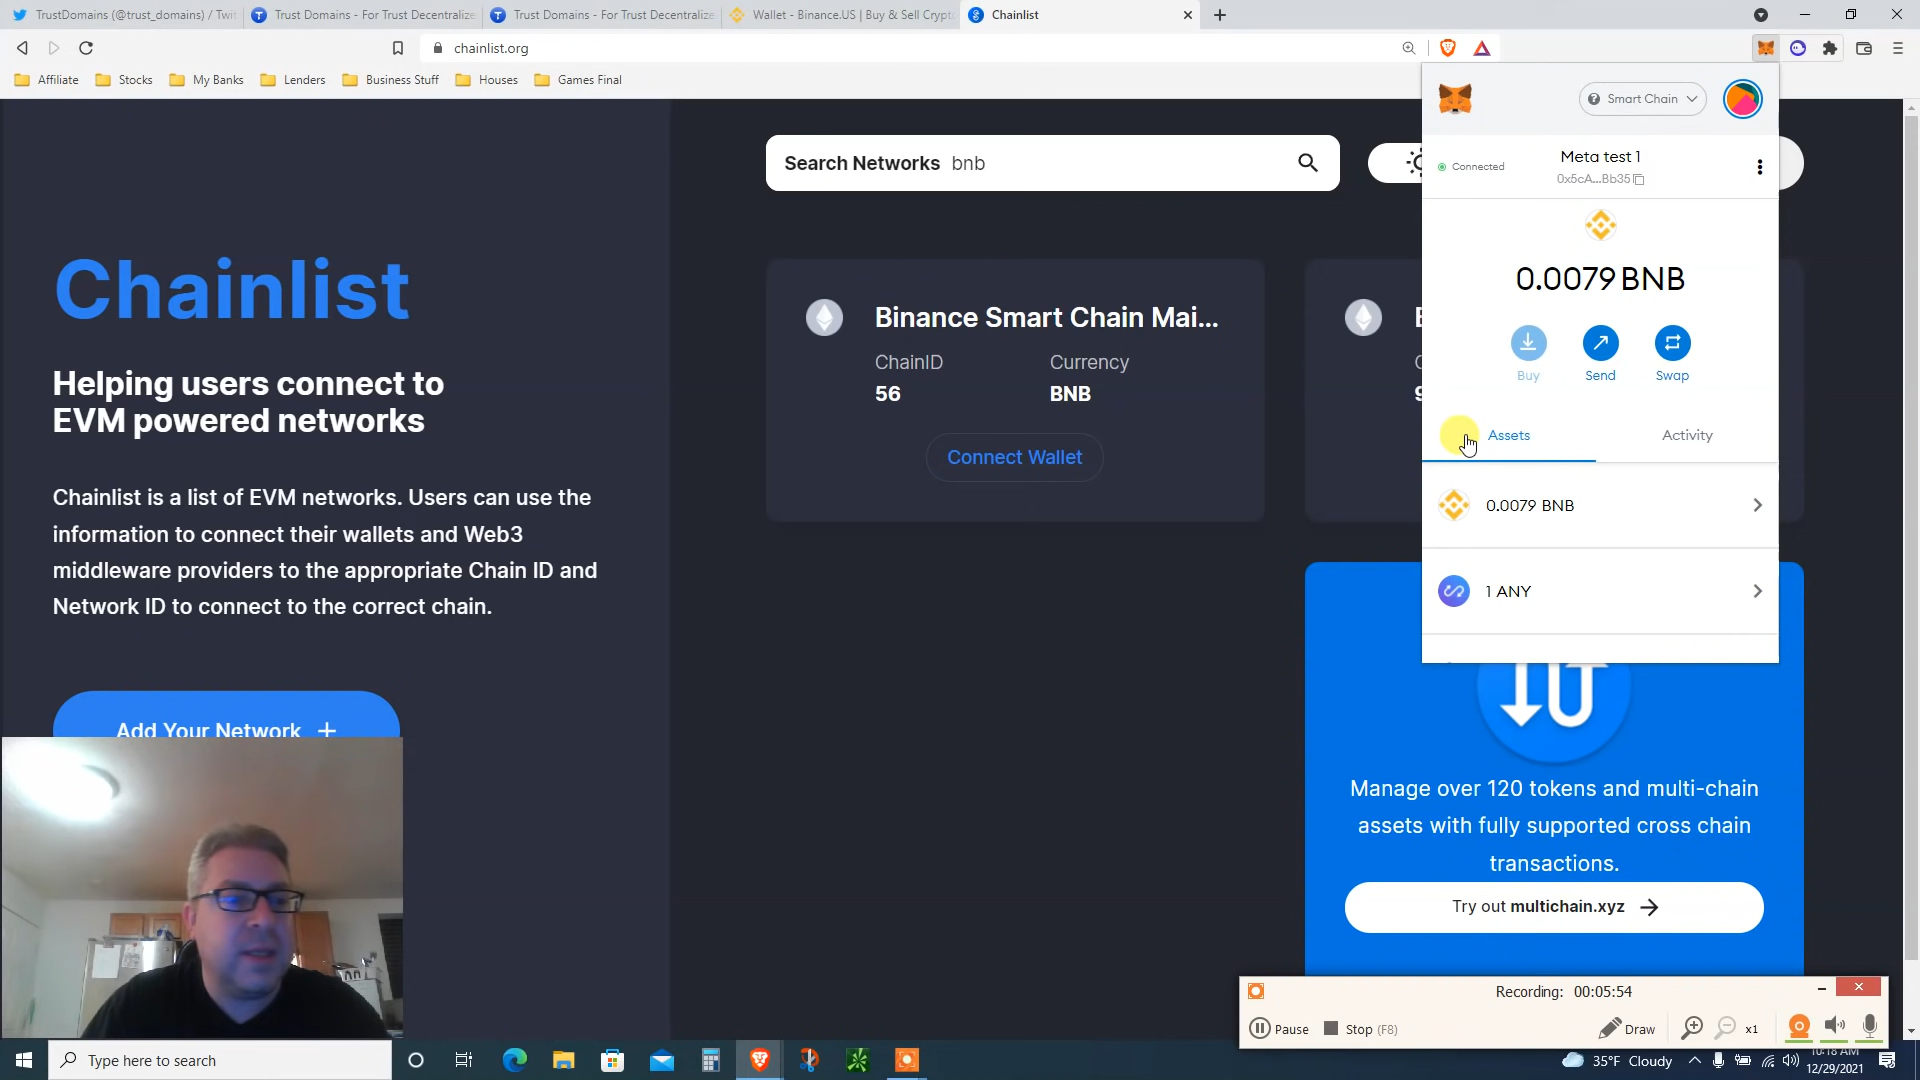 TrustDomains (@trust_domains) / Twit
Trust Domains - For Trust Decentralize
Trust Domains - For Trust Decentralize
Wallet - Binance.US | Buy & Sell Crypt
Chainlist
chainlist.org
Affiliate
Stocks
My Banks
Lenders
Business Stuff
Houses
Games Final
Smart Chain
Connected
Meta test 1
0x5cA...Bb35
0.0079 BNB
Buy
Send
Swap
Assets
Activity
0.0079 BNB
1 ANY
Search Networks bnb
Chainlist
Helping users connect to
EVM powered networks
Chainlist is a list of EVM networks. Users can use the
information to connect their wallets and Web3
middleware providers to the appropriate Chain ID and
Network ID to connect to the correct chain.
Add Your Network +
Binance Smart Chain Mai...
ChainID
Currency
56
BNB
Connect Wallet
Manage over 120 tokens and multi-chain
assets with fully supported cross chain
transactions.
Try out multichain.xyz
Recording: 00:05:54
Pause
Stop (F8)
Draw
x1
Type here to search
35°F Cloudy
10:18 AM
12/29/2021